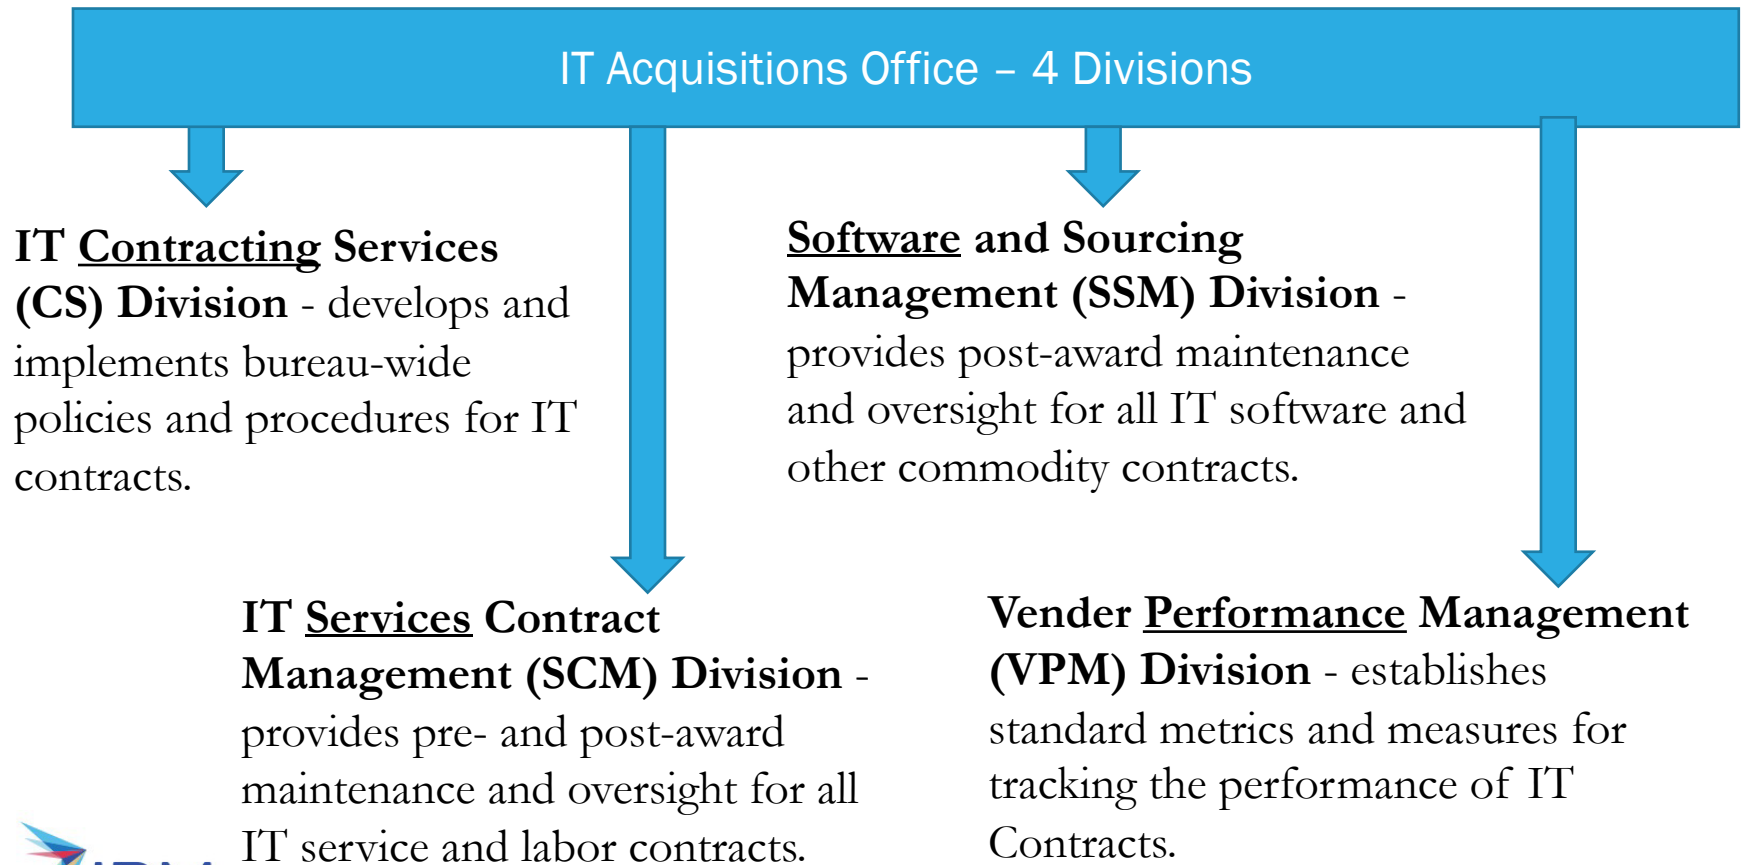 IT Acquisitions Office – 4 Divisions
IT Contracting Services
(CS) Division - develops and
implements bureau-wide
policies and procedures for IT
contracts.
Software and Sourcing
Management (SSM) Division -
provides post-award maintenance
and oversight for all IT software and
other commodity contracts.
IT Services Contract
Management (SCM) Division -
provides pre- and post-award
maintenance and oversight for all
IT service and labor contracts.
Vender Performance Management
(VPM) Division - establishes
standard metrics and measures for
tracking the performance of IT
Contracts.